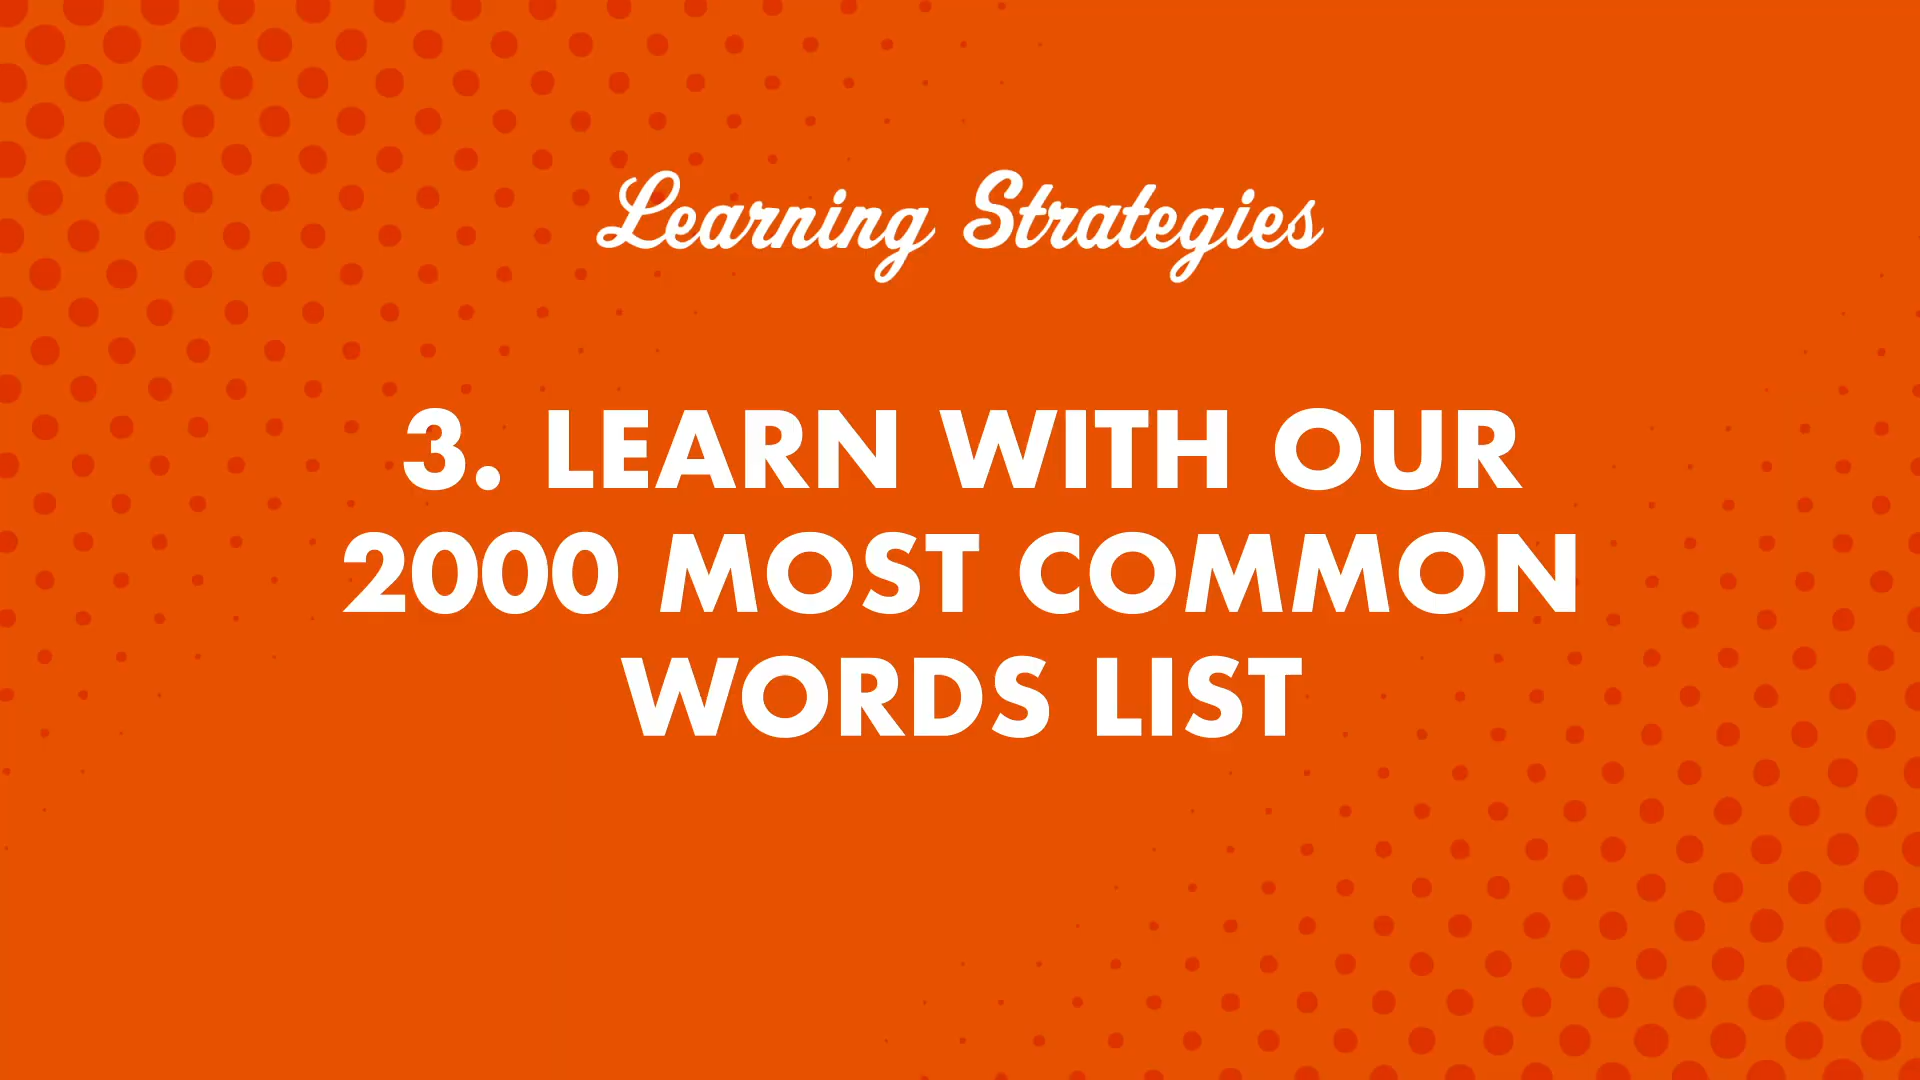 Learning Strategies
3. LEARN WITH OUR
2000 MOST COMMON
WORDS LIST